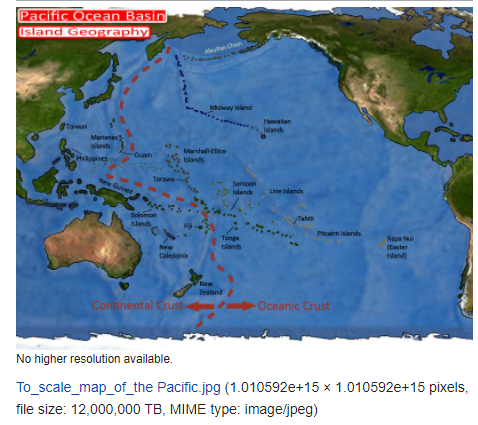 Pacific Ocean Basin
Island Geography
Aleutian Chain
Midway Island
Hawaiian
Islands
Taiwan
Marianas
Islands
Philippines
Guam
Marshall-Ellice
Islands
Tarawa
New Guinea
Samoan
Islands
Line Islands
Solomon
Islands
Fiji
Tahiti
Tonga
Islands
Pitcairn Islands
Rapa Nui
(Easter
Island)
New
Caledonia
New
Zealand
Continental Crust
Oceanic Crust
No higher resolution available.
To_scale_map_of_the Pacific.jpg (1.010592e+15 × 1.010592e+15 pixels,
file size: 12,000,000 TB, MIME type: image/jpeg)